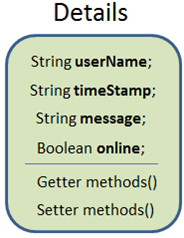 Details
String userName;
String timeStamp;
String message;
Boolean online;
Getter methods()
Setter methods()